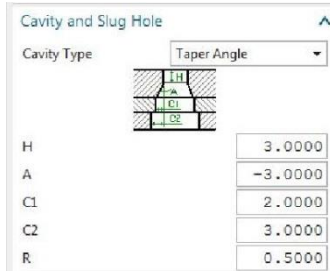 Cavity and Slug Hole
Cavity Type Taper Angle
H
A
C1
C2
H 3.0000
A -3.0000
C1 2.0000
C2 3.0000
R 0.5000